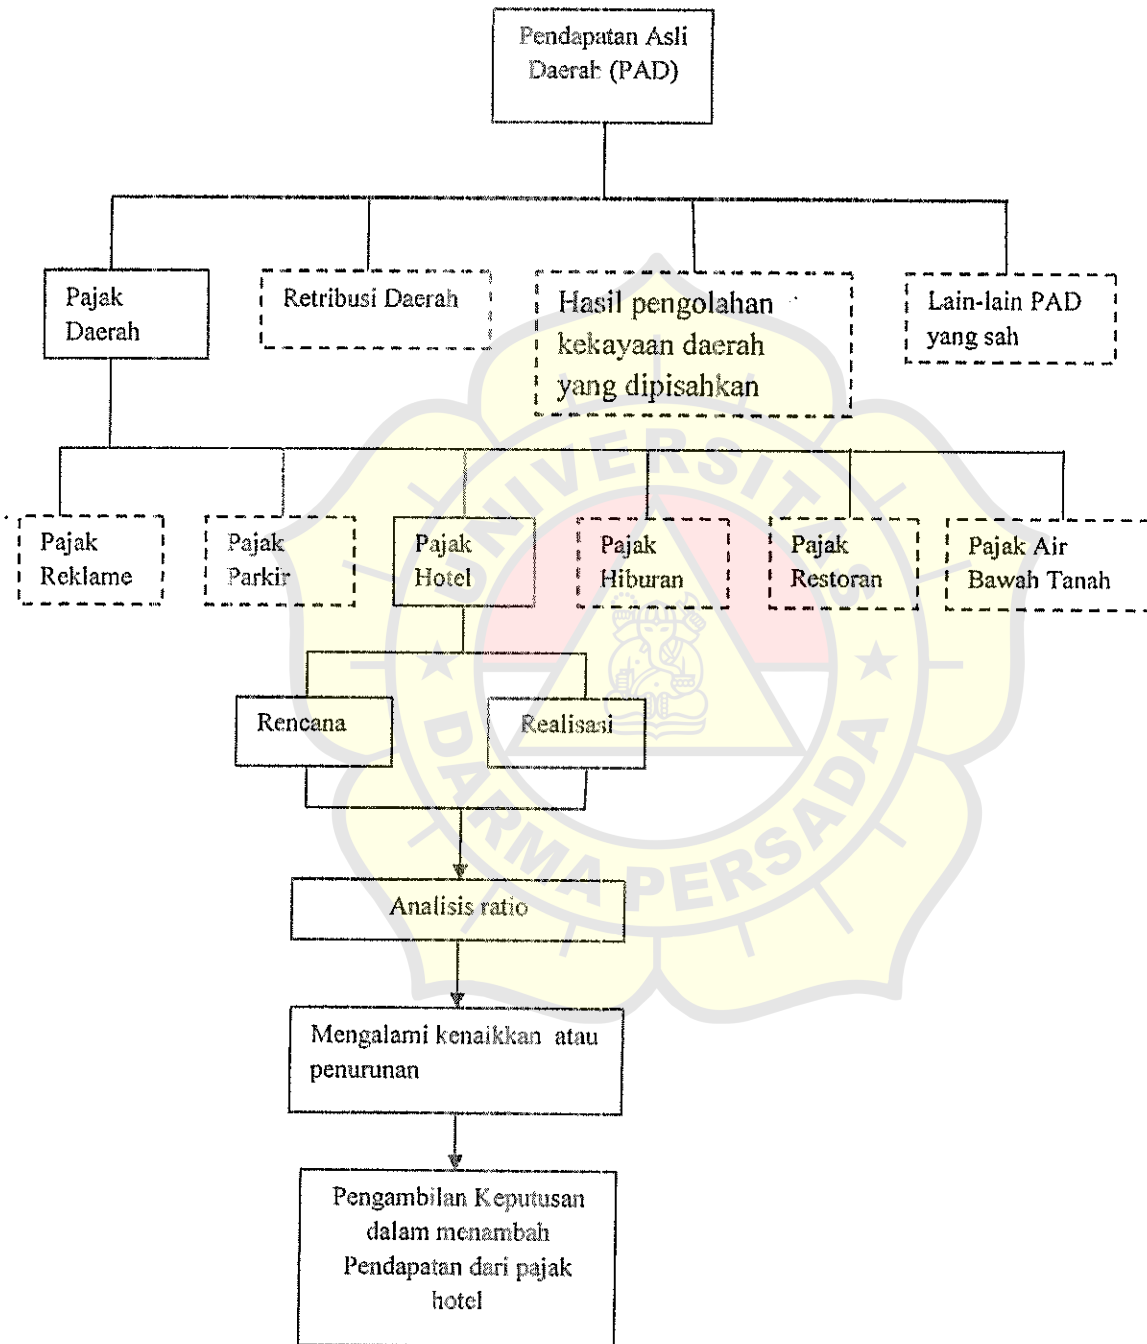 Pendapatan Asli
Daerah (PAD)
Pajak
Daerah
Retribusi Daerah
Hasil pengolahan
kekayaan daerah
yang dipisahkan
Lain-lain PAD
yang sah
Pajak
Reklame
Pajak
Parkir
Pajak
Hotel
Pajak
Hiburan
Pajak
Restoran
Pajak Air
Bawah Tanah
Rencana
Realisasi
Analisis ratio
Mengalami kenaikkan atau
penurunan
Pengambilan Keputusan
dalam menambah
Pendapatan dari pajak
hotel
UNIVERSITAS
DARMA PERSADA